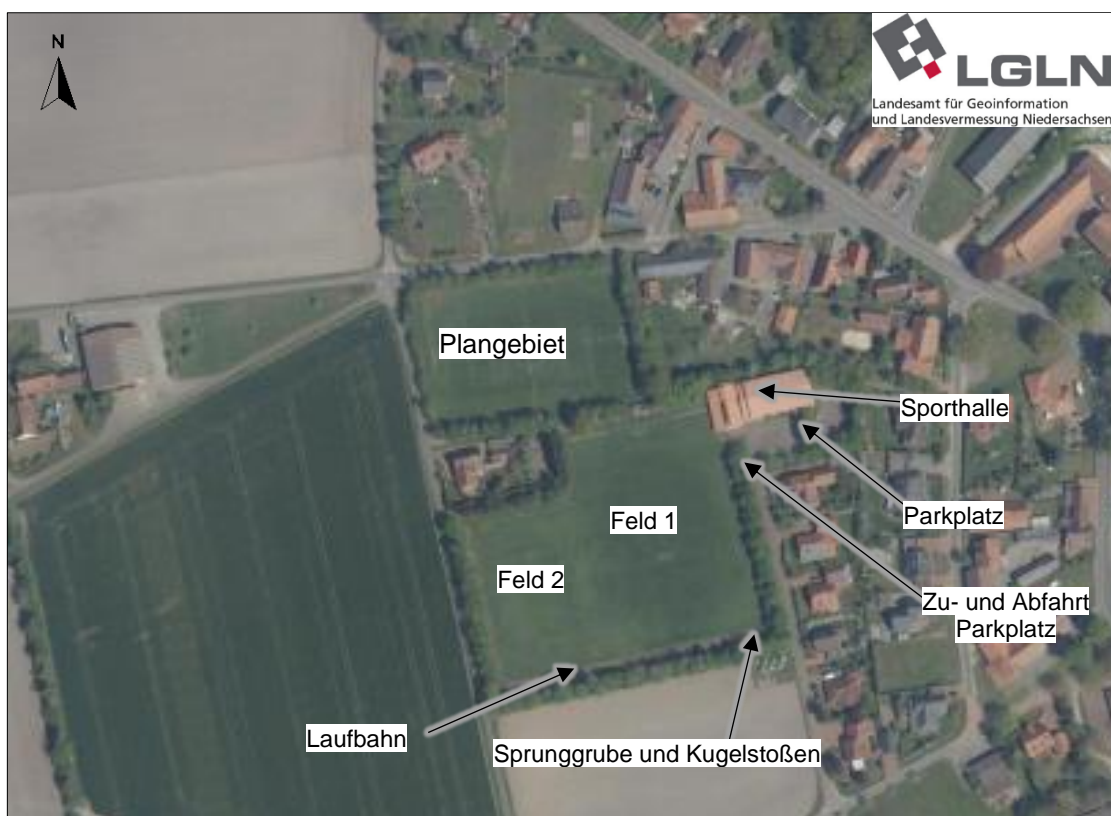 N
LGLN
Landesamt für Geoinformation
und Landesvermessung Niedersachsen
Plangebiet
Sporthalle
Parkplatz
Feld 1
Feld 2
Zu- und Abfahrt
Parkplatz
Laufbahn
Sprunggrube und Kugelstoßen